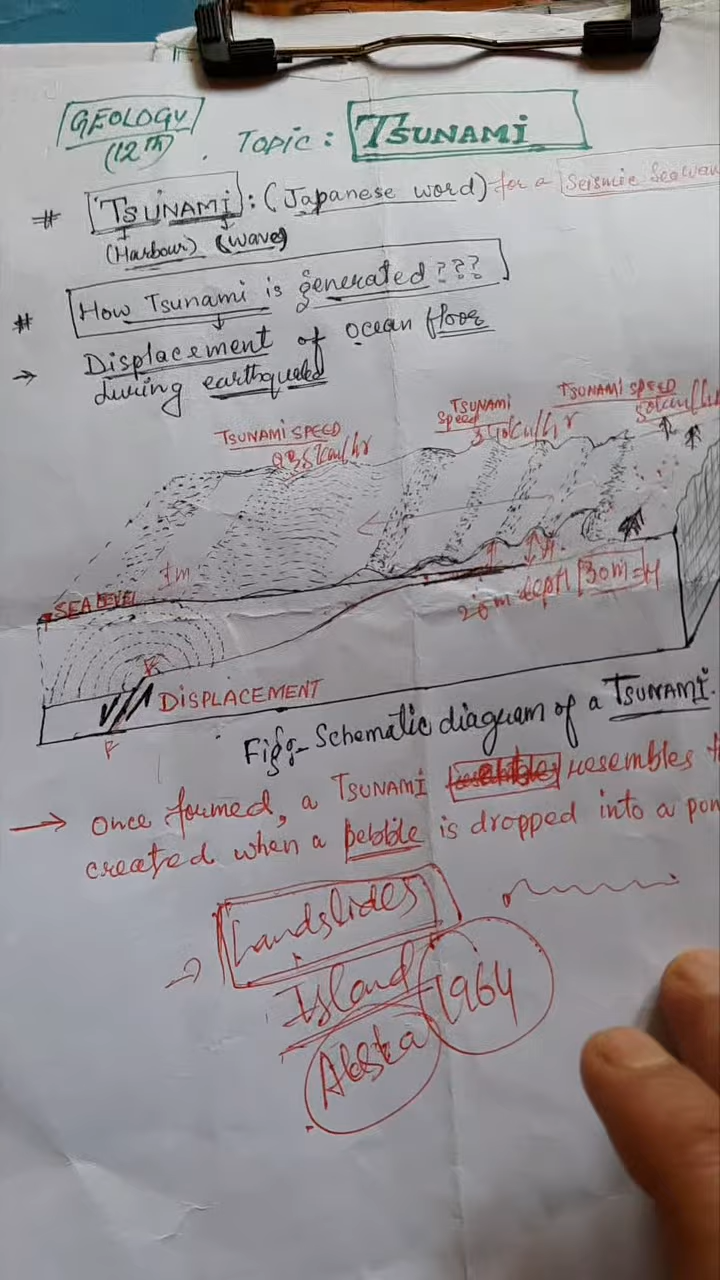 GEOLOGY
(12th)
TOPIC: TSUNAMI
# TSUNAMI : (Japanese word) for a Seismic Seawav
(Harbour) (wave)
# How Tsunami is generated???
→ Displacement of ocean floor
during
TSUNAMI SPEED
TSUNAMI
Speed
TSUNAMI SPEED
1m
SEA LEVEL
20m depth 30m=H
F
DISPLACEMENT
F
Fig:- Schematic diagram of a TSUNAMI.
→ Once formed, a TSUNAMI resembles
created when a pebble is dropped into a pon
→ Landslides
Island 1964
Alaska